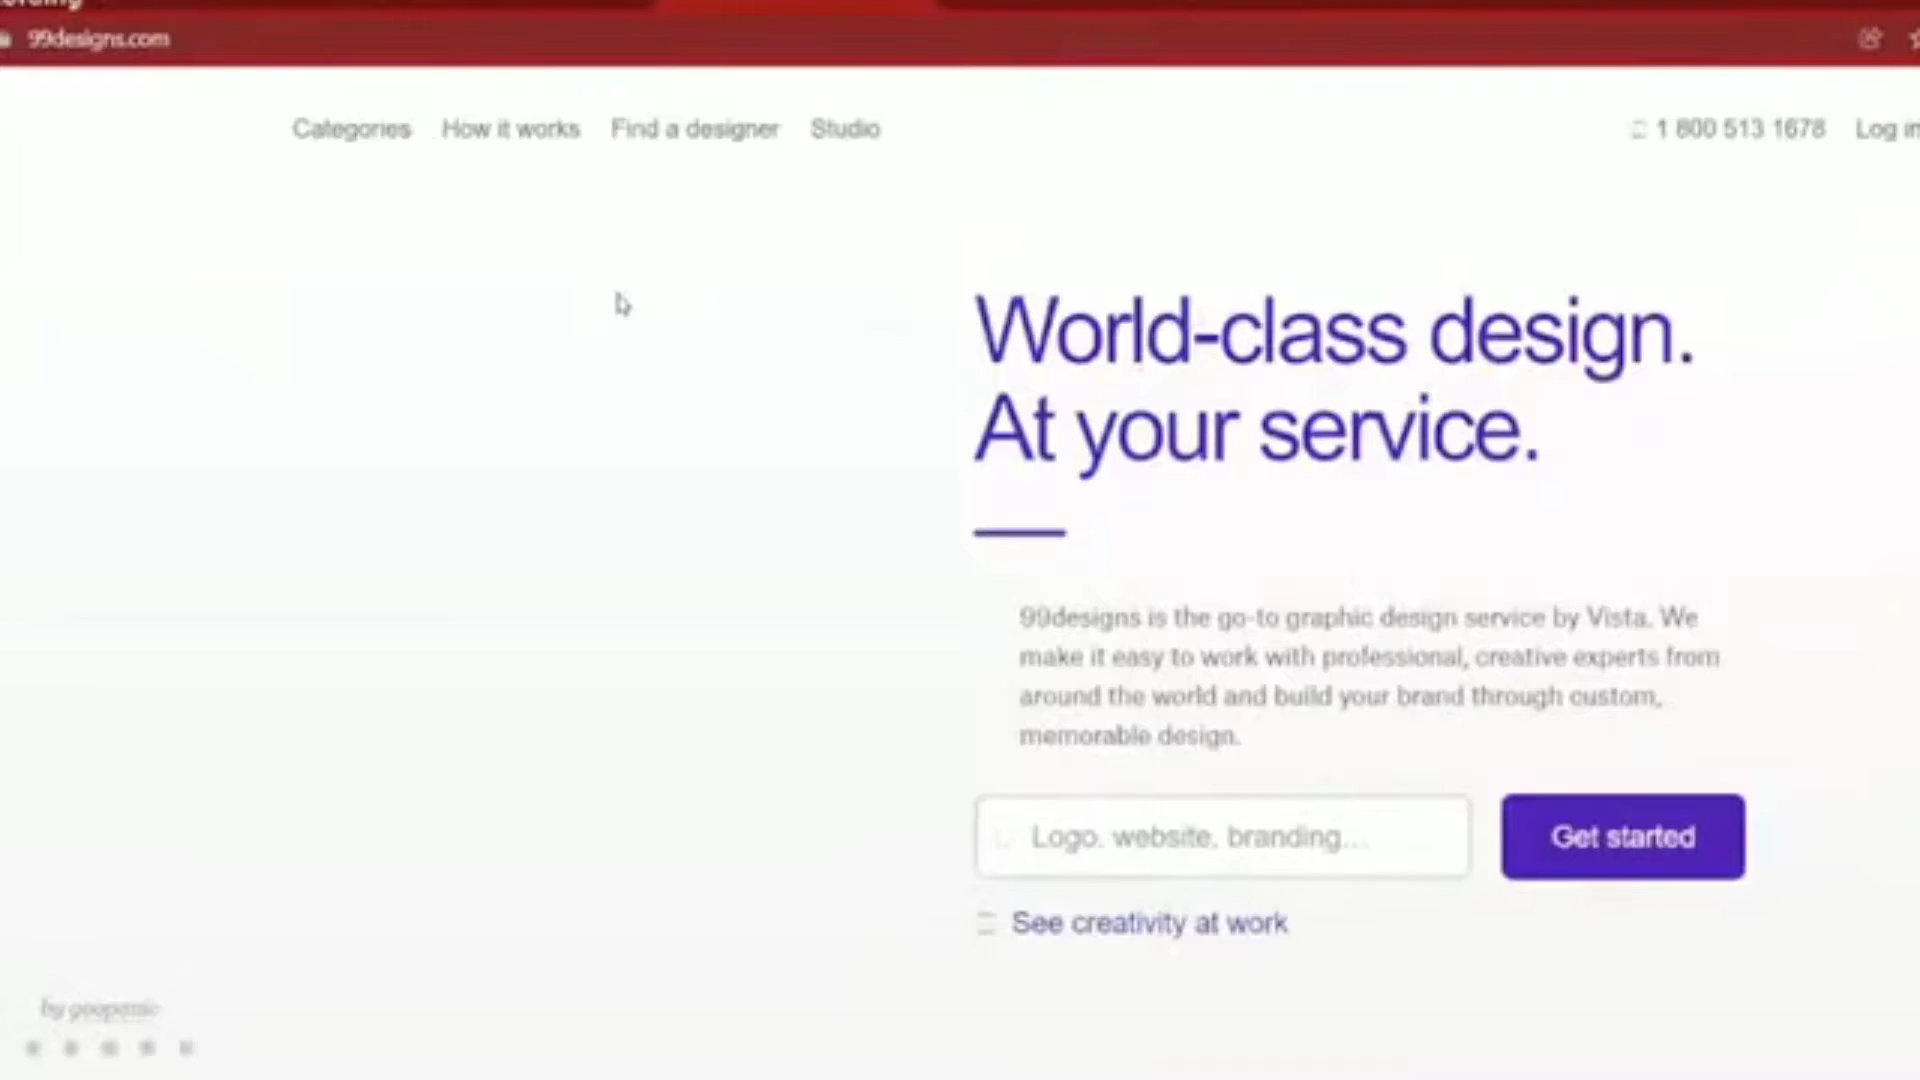 99designs.com
Categories How it works Find a designer Studio
1 800 513 1678 Log in
World-class design.
At your service.
99designs is the go-to graphic design service by Vista. We
make it easy to work with professional, creative experts from
around the world and build your brand through custom,
memorable design.
Logo, website, branding...
Get started
See creativity at work
by